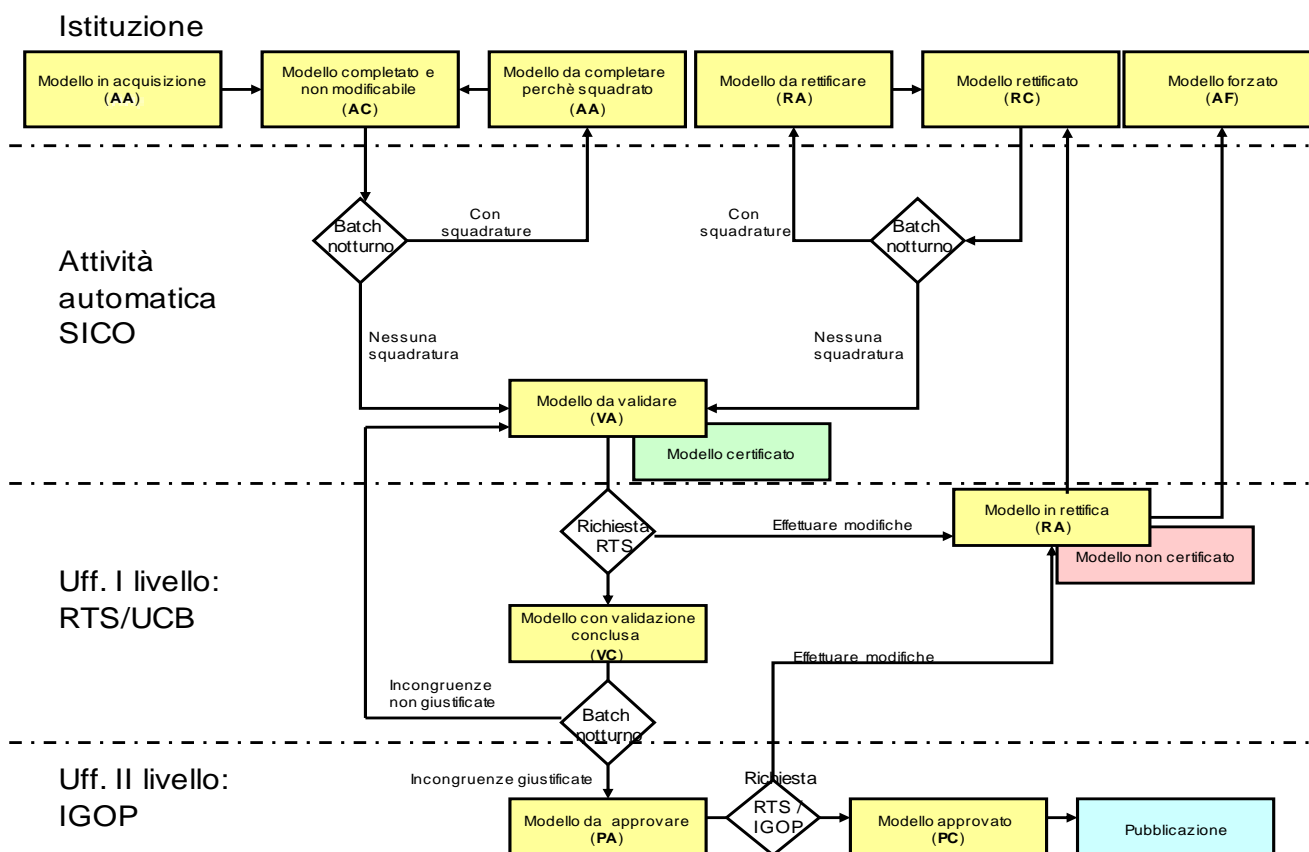 Istituzione
Modello in acquisizione
(AA)
Modello completato e
non modificabile
(AC)
Modello da completare
perchè squadrato
(AA)
Modello da rettificare
(RA)
Modello rettificato
(RC)
Modello forzato
(AF)
Attività
automatica
SICO
Batch
notturno
Con
squadrature
Con
squadrature
Batch
notturno
Nessuna
squadratura
Nessuna
squadratura
Modello da validare
(VA)
Modello certificato
Uff. I livello:
RTS/UCB
Richiesta
RTS
Effettuare modifiche
Modello in rettifica
(RA)
Modello non certificato
Modello con validazione
conclusa
(VC)
Effettuare modifiche
Incongruenze
non giustificate
Batch
notturno
Uff. II livello:
IGOP
Incongruenze giustificate
Modello da approvare
(PA)
Richiesta
RTS /
IGOP
Modello approvato
(PC)
Pubblicazione